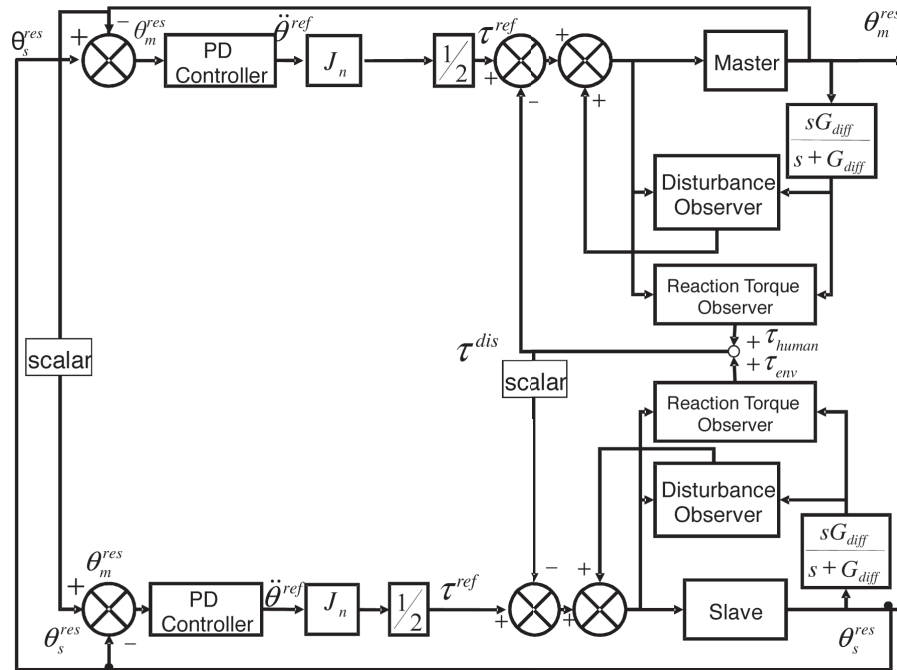 θ_s^res
+
−
θ_m^res
PD
Controller
θ̈^ref
J_n
1/2
τ^ref
+
−
+
+
Master
θ_m^res
sG_diff
s + G_diff
Disturbance
Observer
Reaction Torque
Observer
+ τ_human
+ τ_env
τ^dis
scalar
scalar
Reaction Torque
Observer
Disturbance
Observer
sG_diff
s + G_diff
θ_m^res
+
−
θ_s^res
PD
Controller
θ̈^ref
J_n
1/2
τ^ref
+
−
+
+
Slave
θ_s^res